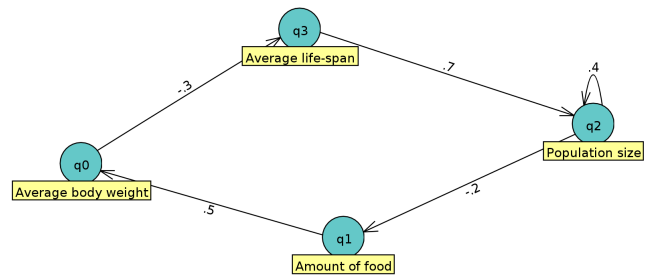 q3
Average life-span
-.3
.7
.4
q2
Population size
q0
Average body weight
-.2
.5
q1
Amount of food